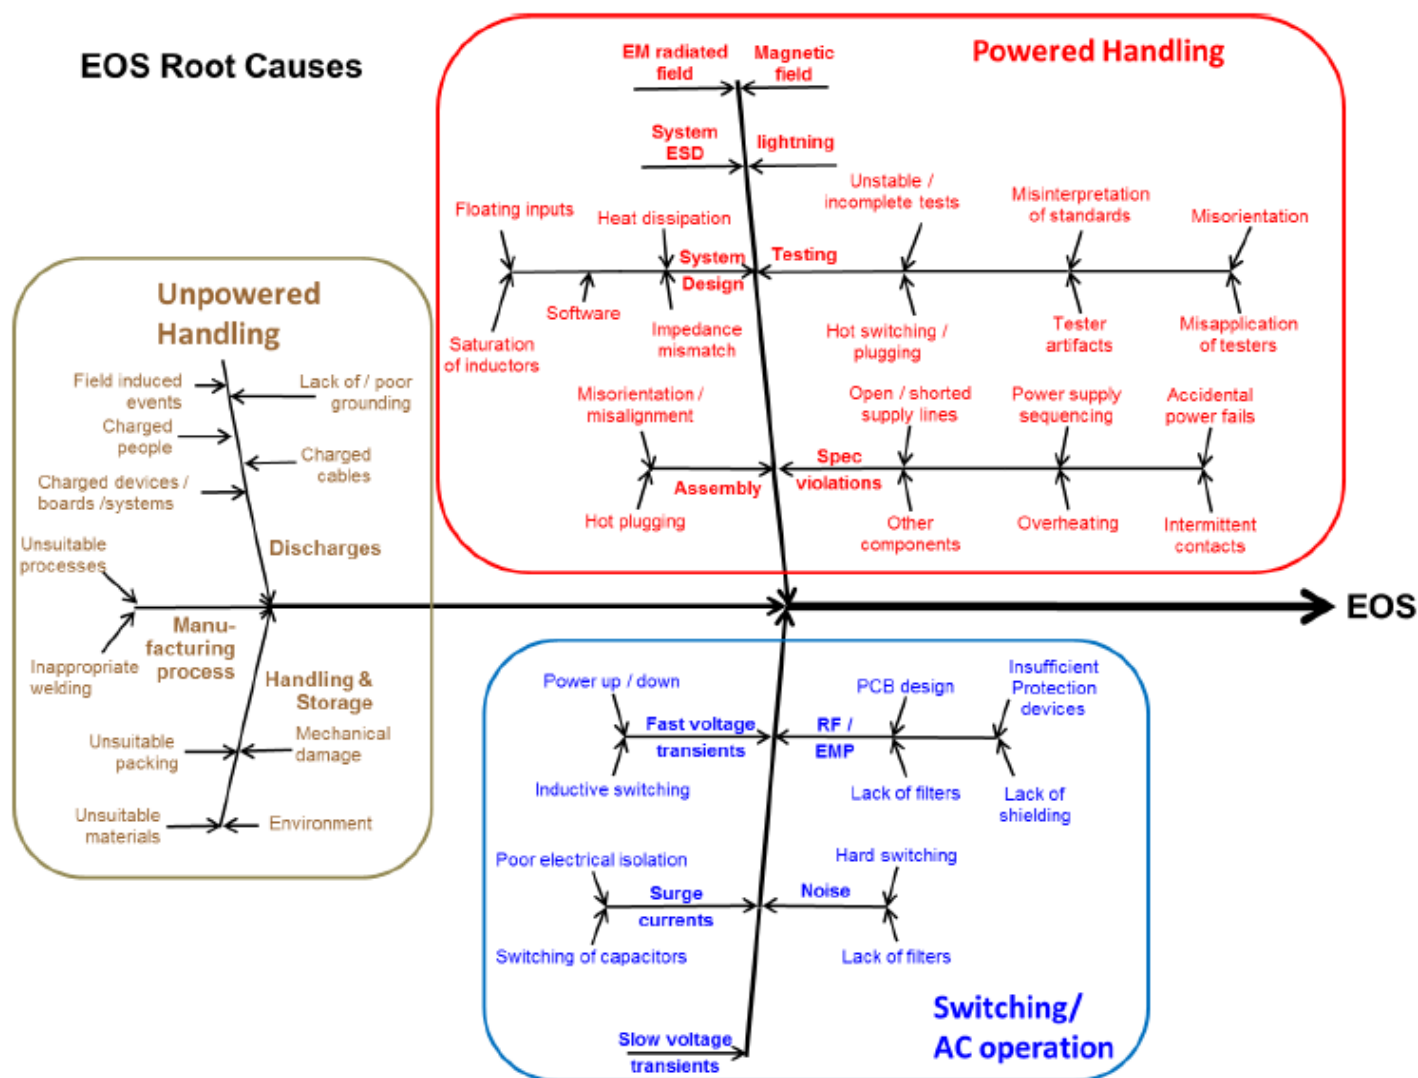 EOS Root Causes
Powered Handling
EM radiated
field
Magnetic
field
System
ESD
lightning
Floating inputs
Heat dissipation
Unstable /
incomplete tests
Misinterpretation
of standards
Misorientation
System
Design
Testing
Software
Saturation
of inductors
Impedance
mismatch
Hot switching /
plugging
Tester
artifacts
Misapplication
of testers
Misorientation /
misalignment
Open / shorted
supply lines
Power supply
sequencing
Accidental
power fails
Assembly
Spec
violations
Hot plugging
Other
components
Overheating
Intermittent
contacts
Unpowered
Handling
Field induced
events
Lack of / poor
grounding
Charged
people
Charged
cables
Charged devices /
boards /systems
Discharges
Unsuitable
processes
Manu-
facturing
process
Inappropriate
welding
Handling &
Storage
Unsuitable
packing
Mechanical
damage
Unsuitable
materials
Environment
EOS
Power up / down
PCB design
Insufficient
Protection
devices
Fast voltage
transients
RF /
EMP
Inductive switching
Lack of filters
Lack of
shielding
Poor electrical isolation
Hard switching
Surge
currents
Noise
Switching of capacitors
Lack of filters
Slow voltage
transients
Switching/
AC operation